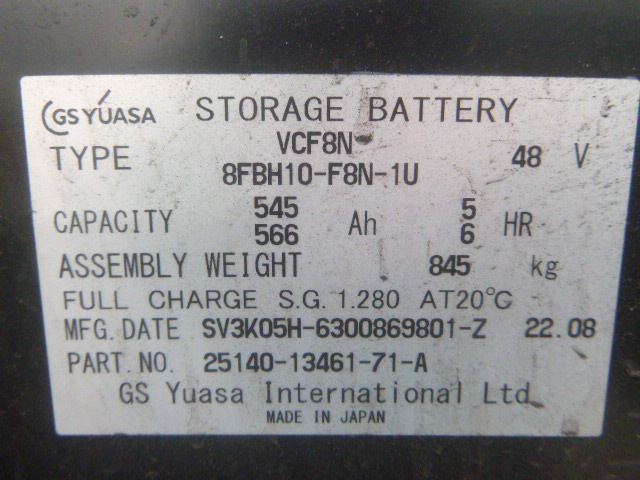 GS YUASA STORAGE BATTERY
TYPE VCF8N 48 V
8FBH10-F8N-1U
CAPACITY 545 Ah 5 HR
566 6
ASSEMBLY WEIGHT 845 kg
FULL CHARGE S.G. 1.280 AT20℃
MFG. DATE SV3K05H-6300869801-Z 22.08
PART. NO. 25140-13461-71-A
GS Yuasa International Ltd.
MADE IN JAPAN